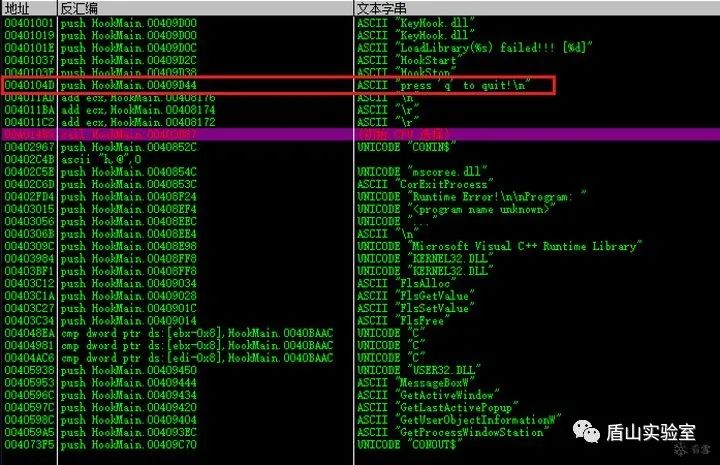 地址 反汇编 文本字串
00401001 push HookMain.00409D00 ASCII "KeyHook.dll"
00401019 push HookMain.00409D00 ASCII "KeyHook.dll"
0040101E push HookMain.00409D0C ASCII "LoadLibrary(%s) failed!!! [%d]"
0040103F push HookMain.00409D2C ASCII "HookStart"
push HookMain.00409D38 ASCII "HookStop"
0040104D push HookMain.00409D44 ASCII "press 'q' to quit!\n"
004011AD add ecx,HookMain.00408176 ASCII "\n"
004011BA add ecx,HookMain.00408174 ASCII "\r"
004011C2 add ecx,HookMain.00408172 ASCII "\r"
call (初始 CPU 选择)
00402967 push HookMain.0040852C UNICODE "CONIN$"
00402C4B ascii "h,@",0
00402C5E push HookMain.0040854C UNICODE "mscoree.dll"
00402C6D push HookMain.0040853C ASCII "CorExitProcess"
00402FD4 push HookMain.00408F24 UNICODE "Runtime Error!\n\nProgram: "
00403015 push HookMain.00408EF4 UNICODE "<program name unknown>"
00403056 push HookMain.00408EEC UNICODE "..."
0040306B push HookMain.00408EE4 ASCII "\n"
0040309C push HookMain.00408E98 UNICODE "Microsoft Visual C++ Runtime Library"
00403984 push HookMain.00408FF8 UNICODE "KERNEL32.DLL"
00403BF1 push HookMain.00408FF8 UNICODE "KERNEL32.DLL"
00403C12 push HookMain.00409034 ASCII "FlsAlloc"
00403C1A push HookMain.00409028 ASCII "FlsGetValue"
00403C27 push HookMain.0040901C ASCII "FlsSetValue"
00403C34 push HookMain.00409014 ASCII "FlsFree"
004048EA cmp dword ptr ds:[ebx-0x8],HookMain.0040BAAC UNICODE "C"
00404981 cmp dword ptr ds:[ebx-0x8],HookMain.0040BAAC UNICODE "C"
00404AC6 cmp dword ptr ds:[edi-0x8],HookMain.0040BAAC UNICODE "C"
00405938 push HookMain.00409450 UNICODE "USER32.DLL"
00405953 push HookMain.00409444 ASCII "MessageBoxW"
0040596C push HookMain.00409434 ASCII "GetActiveWindow"
0040597C push HookMain.00409420 ASCII "GetLastActivePopup"
0040598C push HookMain.00409404 ASCII "GetUserObjectInformationW"
004059A5 push HookMain.004093EC ASCII "GetProcessWindowStation"
004073F5 push HookMain.00409C70 UNICODE "CONOUT$"
盾山实验室
看雪